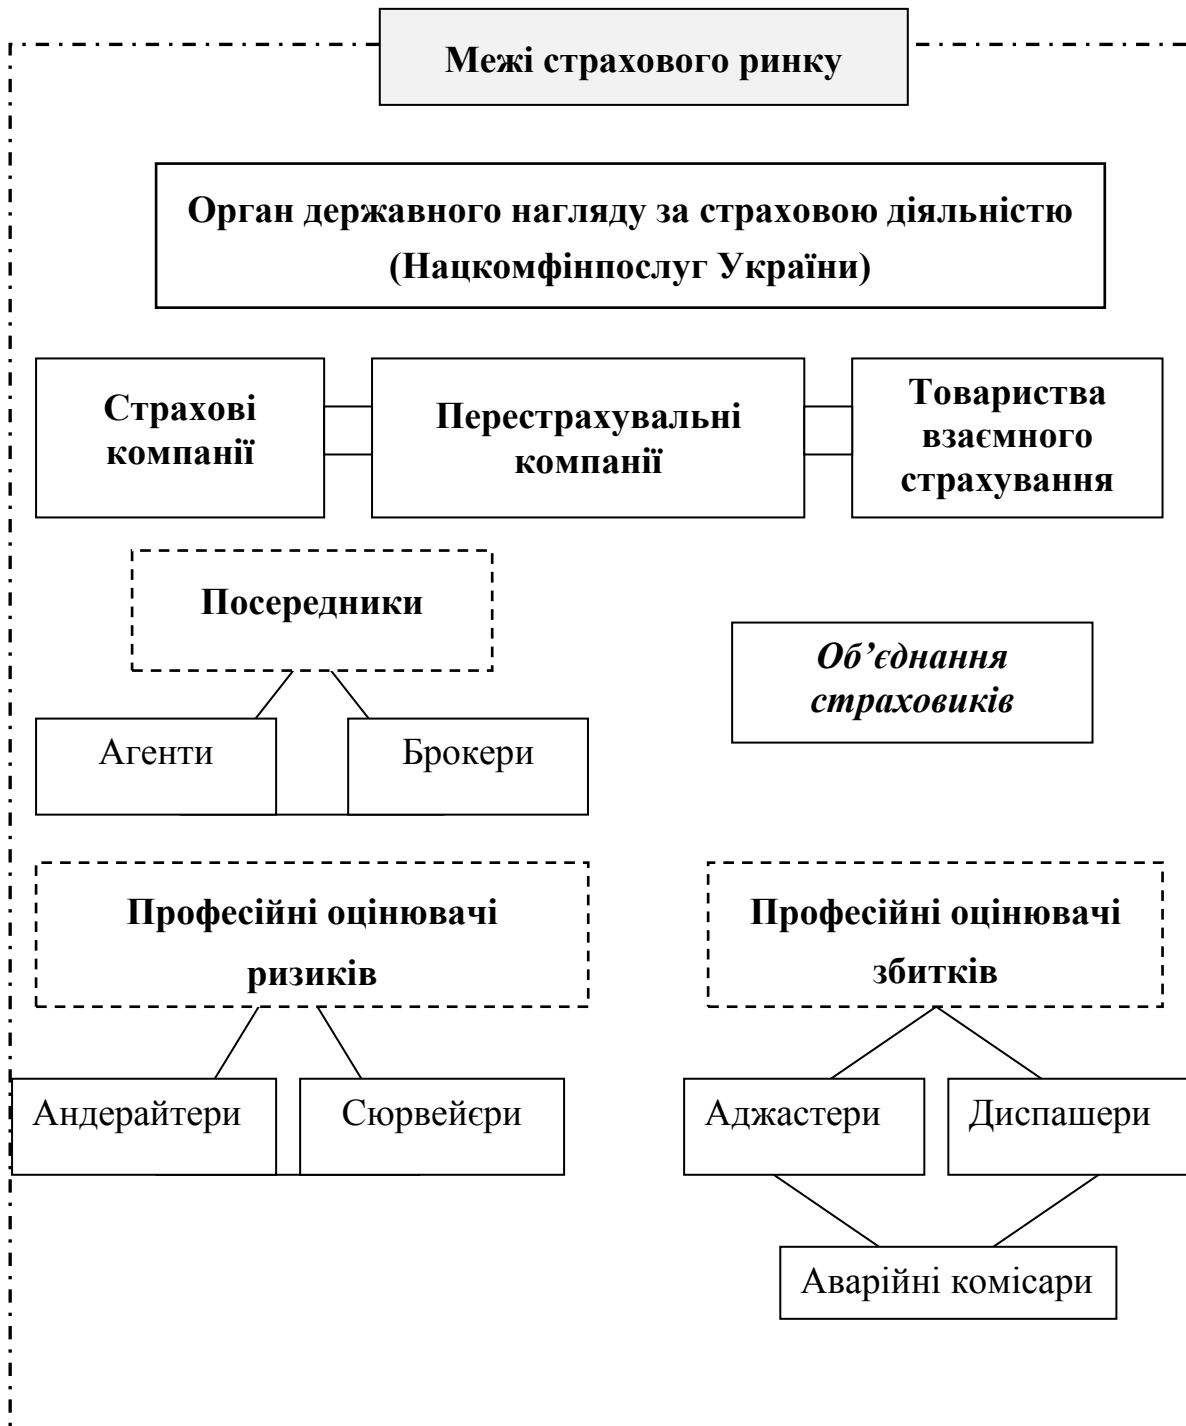 Межі страхового ринку
Орган державного нагляду за страховою діяльністю
(Нацкомфінпослуг України)
Страхові
компанії
Перестрахувальні
компанії
Товариства
взаємного
страхування
Посередники
Об’єднання
страховиків
Агенти
Брокери
Професійні оцінювачі
ризиків
Професійні оцінювачі
збитків
Андерайтери
Сюрвейєри
Аджастери
Диспашери
Аварійні комісари